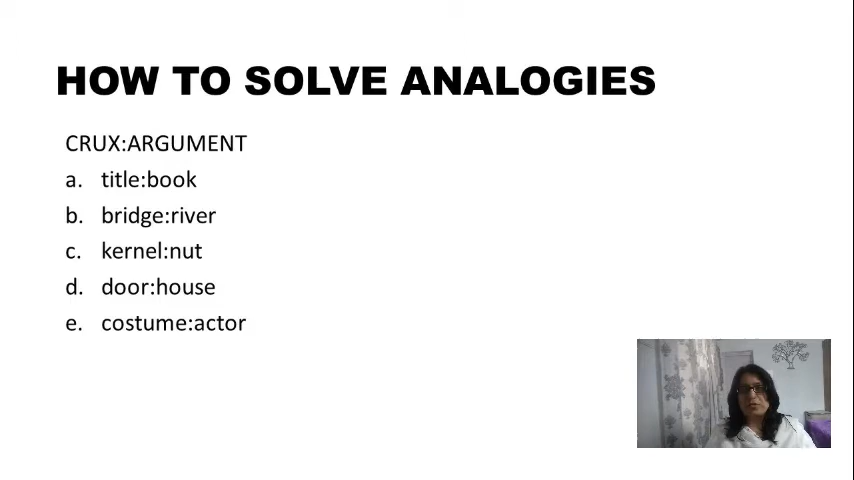 HOW TO SOLVE ANALOGIES
CRUX:ARGUMENT
a. title:book
b. bridge:river
c. kernel:nut
d. door:house
e. costume:actor